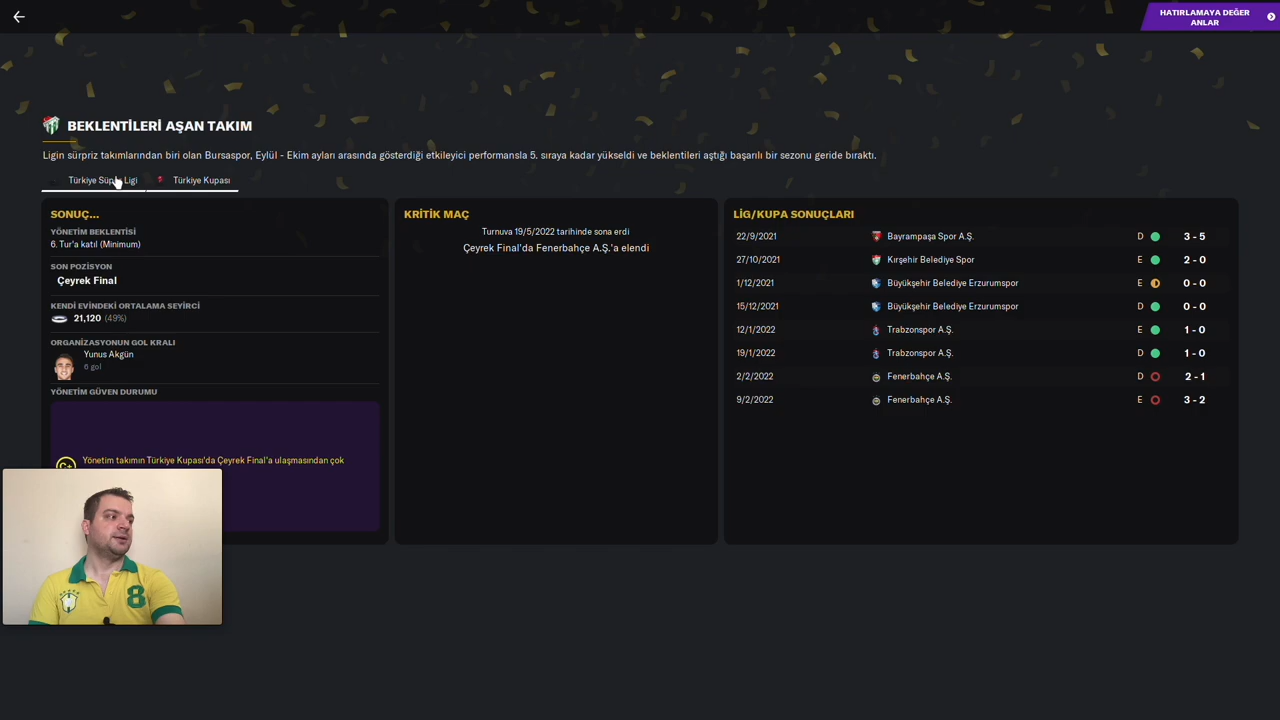 HATIRLAMAYA DEĞER
ANLAR
BEKLENTİLERİ AŞAN TAKIM
Ligin sürpriz takımlarından biri olan Bursaspor, Eylül - Ekim ayları arasında gösterdiği etkileyici performansla 5. sıraya kadar yükseldi ve beklentileri aştığı başarılı bir sezonu geride bıraktı.
Türkiye Süper Ligi
Türkiye Kupası
SONUÇ...
YÖNETİM BEKLENTİSİ
6. Tur'a katıl (Minimum)
SON POZİSYON
Çeyrek Final
KENDİ EVİNDEKİ ORTALAMA SEYİRCİ
21,120 (49%)
ORGANİZASYONUN GOL KRALI
Yunus Akgün
6 gol
YÖNETİM GÜVEN DURUMU
Yönetim takımın Türkiye Kupası'da Çeyrek Final'a ulaşmasından çok
KRİTİK MAÇ
Turnuva 19/5/2022 tarihinde sona erdi
Çeyrek Final'da Fenerbahçe A.Ş.'a elendi
LİG/KUPA SONUÇLARI
22/9/2021 Bayrampaşa Spor A.Ş. D 3 - 5
27/10/2021 Kırşehir Belediye Spor E 2 - 0
1/12/2021 Büyükşehir Belediye Erzurumspor E 0 - 0
15/12/2021 Büyükşehir Belediye Erzurumspor D 0 - 0
12/1/2022 Trabzonspor A.Ş. E 1 - 0
19/1/2022 Trabzonspor A.Ş. D 1 - 0
2/2/2022 Fenerbahçe A.Ş. D 2 - 1
9/2/2022 Fenerbahçe A.Ş. E 3 - 2
8